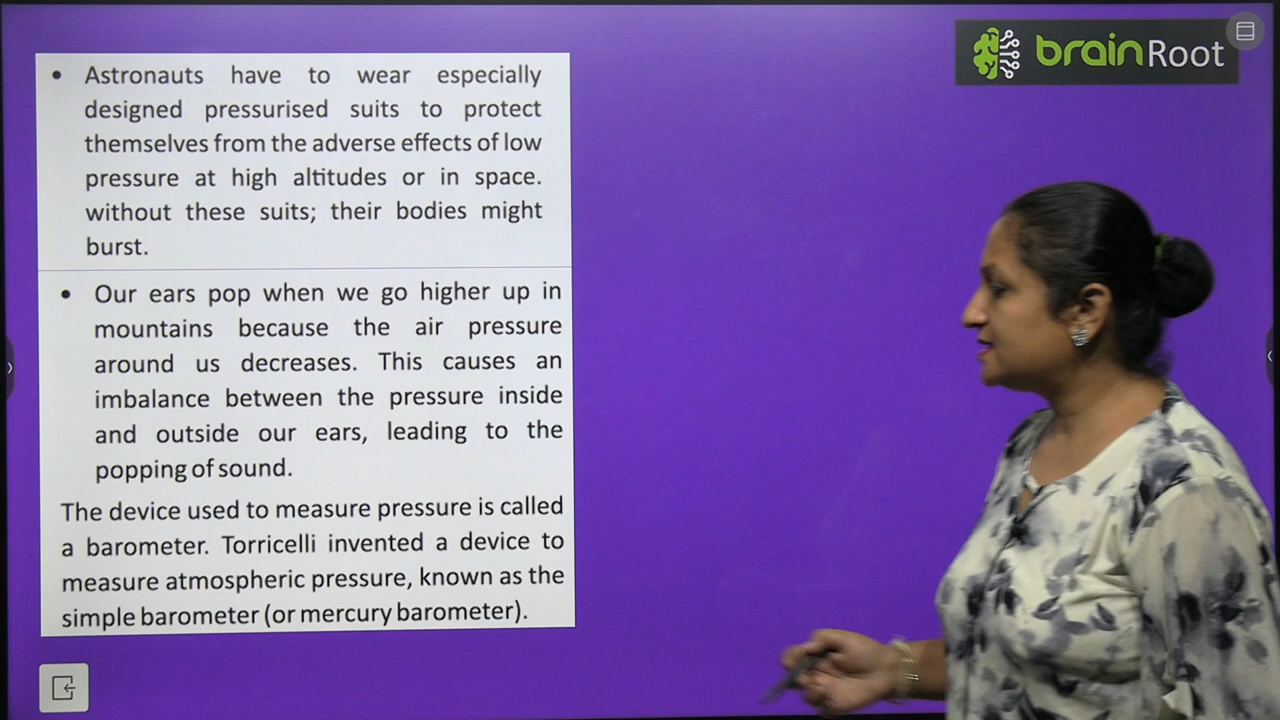 brainRoot
• Astronauts have to wear especially
designed pressurised suits to protect
themselves from the adverse effects of low
pressure at high altitudes or in space.
without these suits; their bodies might
burst.
• Our ears pop when we go higher up in
mountains because the air pressure
around us decreases. This causes an
imbalance between the pressure inside
and outside our ears, leading to the
popping of sound.
The device used to measure pressure is called
a barometer. Torricelli invented a device to
measure atmospheric pressure, known as the
simple barometer (or mercury barometer).